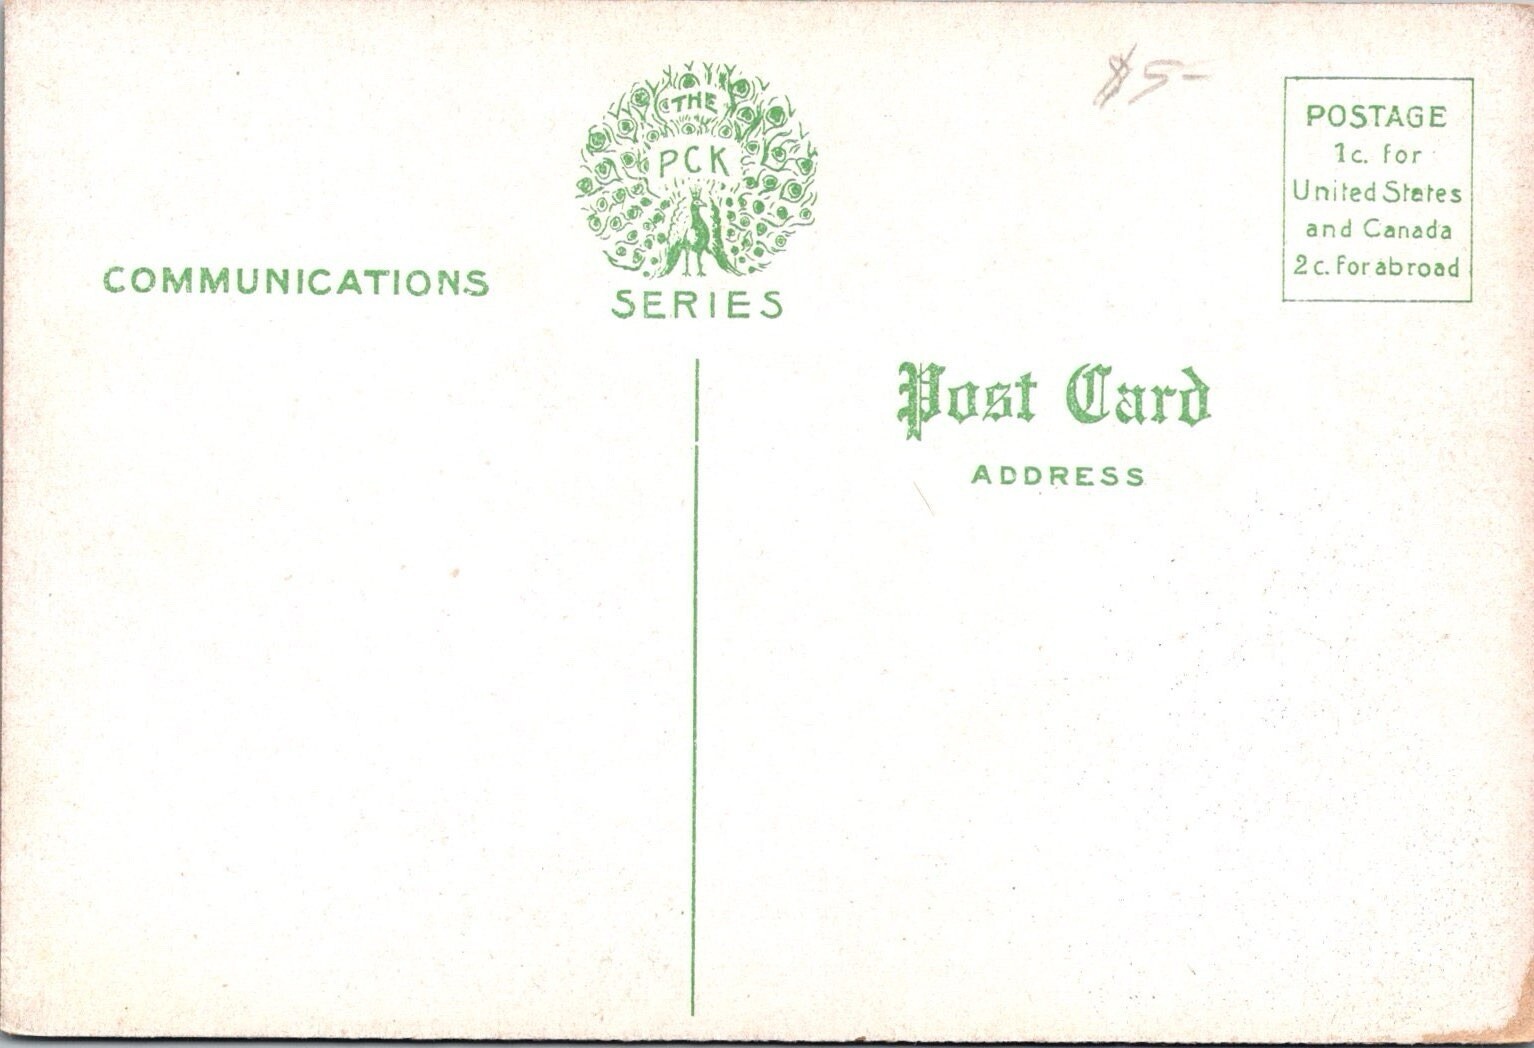 $5-
THE
PCK
SERIES
COMMUNICATIONS
POSTAGE
1c. for
United States
and Canada
2c. for abroad
Post Card
ADDRESS